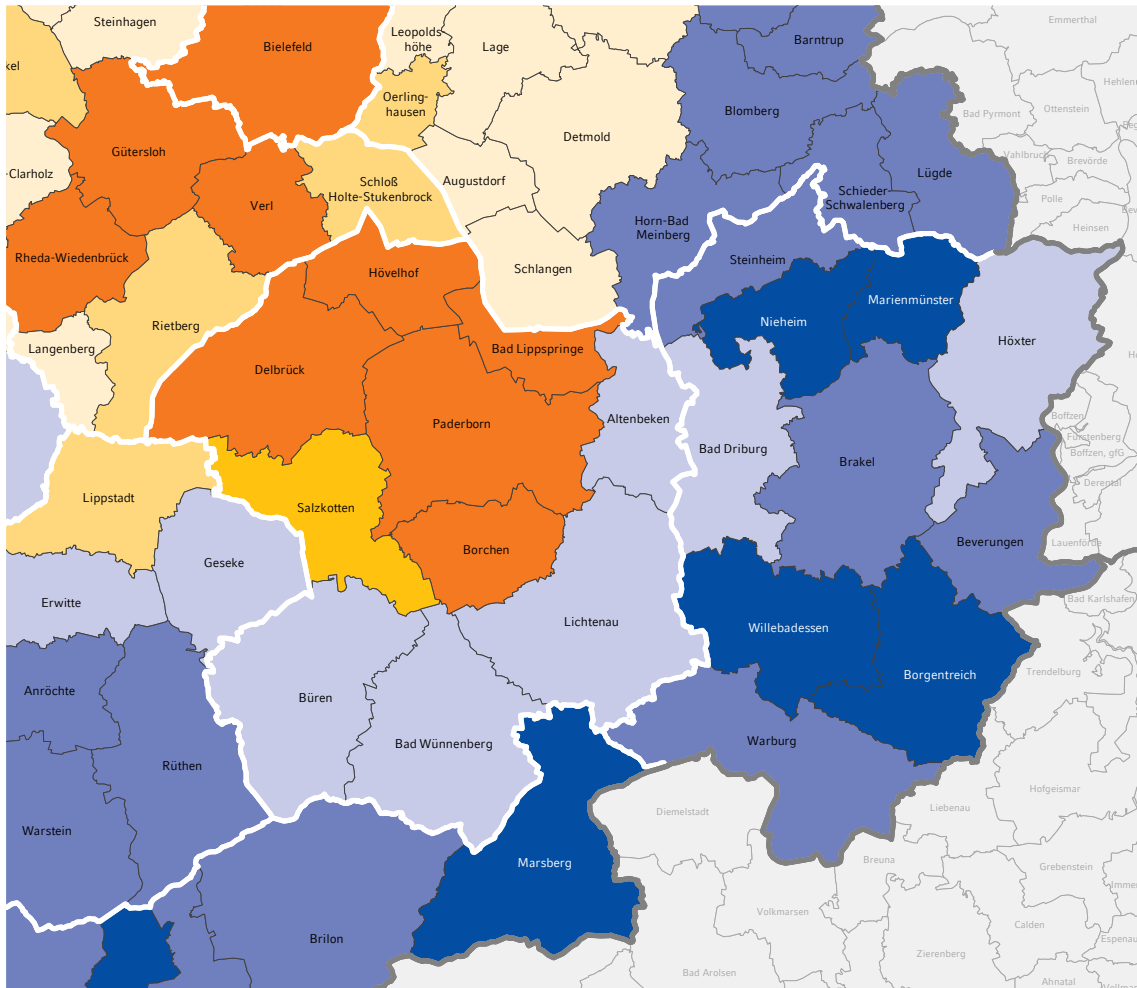 Steinhagen
Bielefeld
Leopolds
höhe
Lage
Barntrup
Emmerthal
kel
Oerling-
hausen
Blomberg
Ottenstein
Bad Pyrmont
Detmold
Gütersloh
Vahlbruch
Brevörde
-Clarholz
Schloß
Holte-Stukenbrock
Augustdorf
Lügde
Verl
Schieder-
Schwalenberg
Polle
Horn-Bad
Meinberg
Heinsen
Rheda-Wiedenbrück
Steinheim
Hövelhof
Schlangen
Marienmünster
Rietberg
Nieheim
Langenberg
Bad Lippspringe
Höxter
Delbrück
Boffzen
Altenbeken
Paderborn
Fürstenberg
Bad Driburg
Boffzen, gfG
Brakel
Derental
Lippstadt
Salzkotten
Beverungen
Lauenförde
Borchen
Geseke
Erwitte
Bad Karlshafen
Lichtenau
Willebadessen
Trendelburg
Borgentreich
Anröchte
Büren
Bad Wünnenberg
Warburg
Rüthen
Hofgeismar
Liebenau
Diemelstadt
Warstein
Breuna
Marsberg
Grebenstein
Volkmarsen
Calden
Brilon
Espenau
Zierenberg
Bad Arolsen
Ahnatal